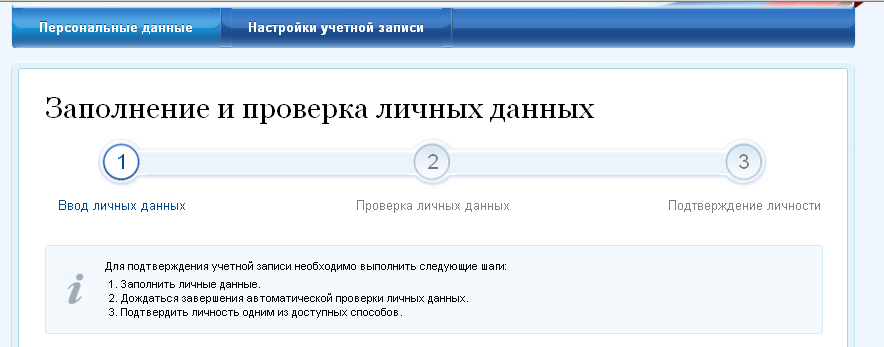 Персональные данные
Настройки учетной записи
Заполнение и проверка личных данных
1
2
3
Ввод личных данных
Проверка личных данных
Подтверждение личности
Для подтверждения учетной записи необходимо выполнить следующие шаги:
1. Заполнить личные данные.
2. Дождаться завершения автоматической проверки личных данных.
3. Подтвердить личность одним из доступных способов.